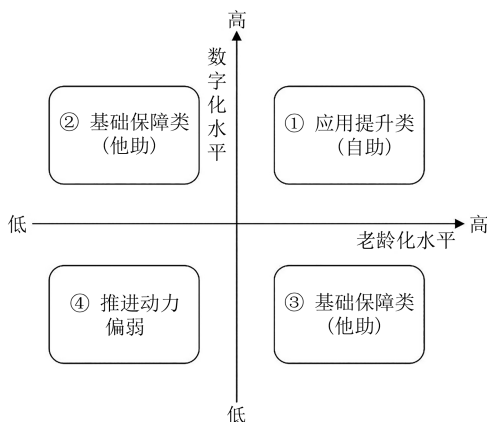 高
数字化水平
② 基础保障类
(他助)
① 应用提升类
(自助)
低
高
老龄化水平
④ 推进动力
偏弱
③ 基础保障类
(他助)
低